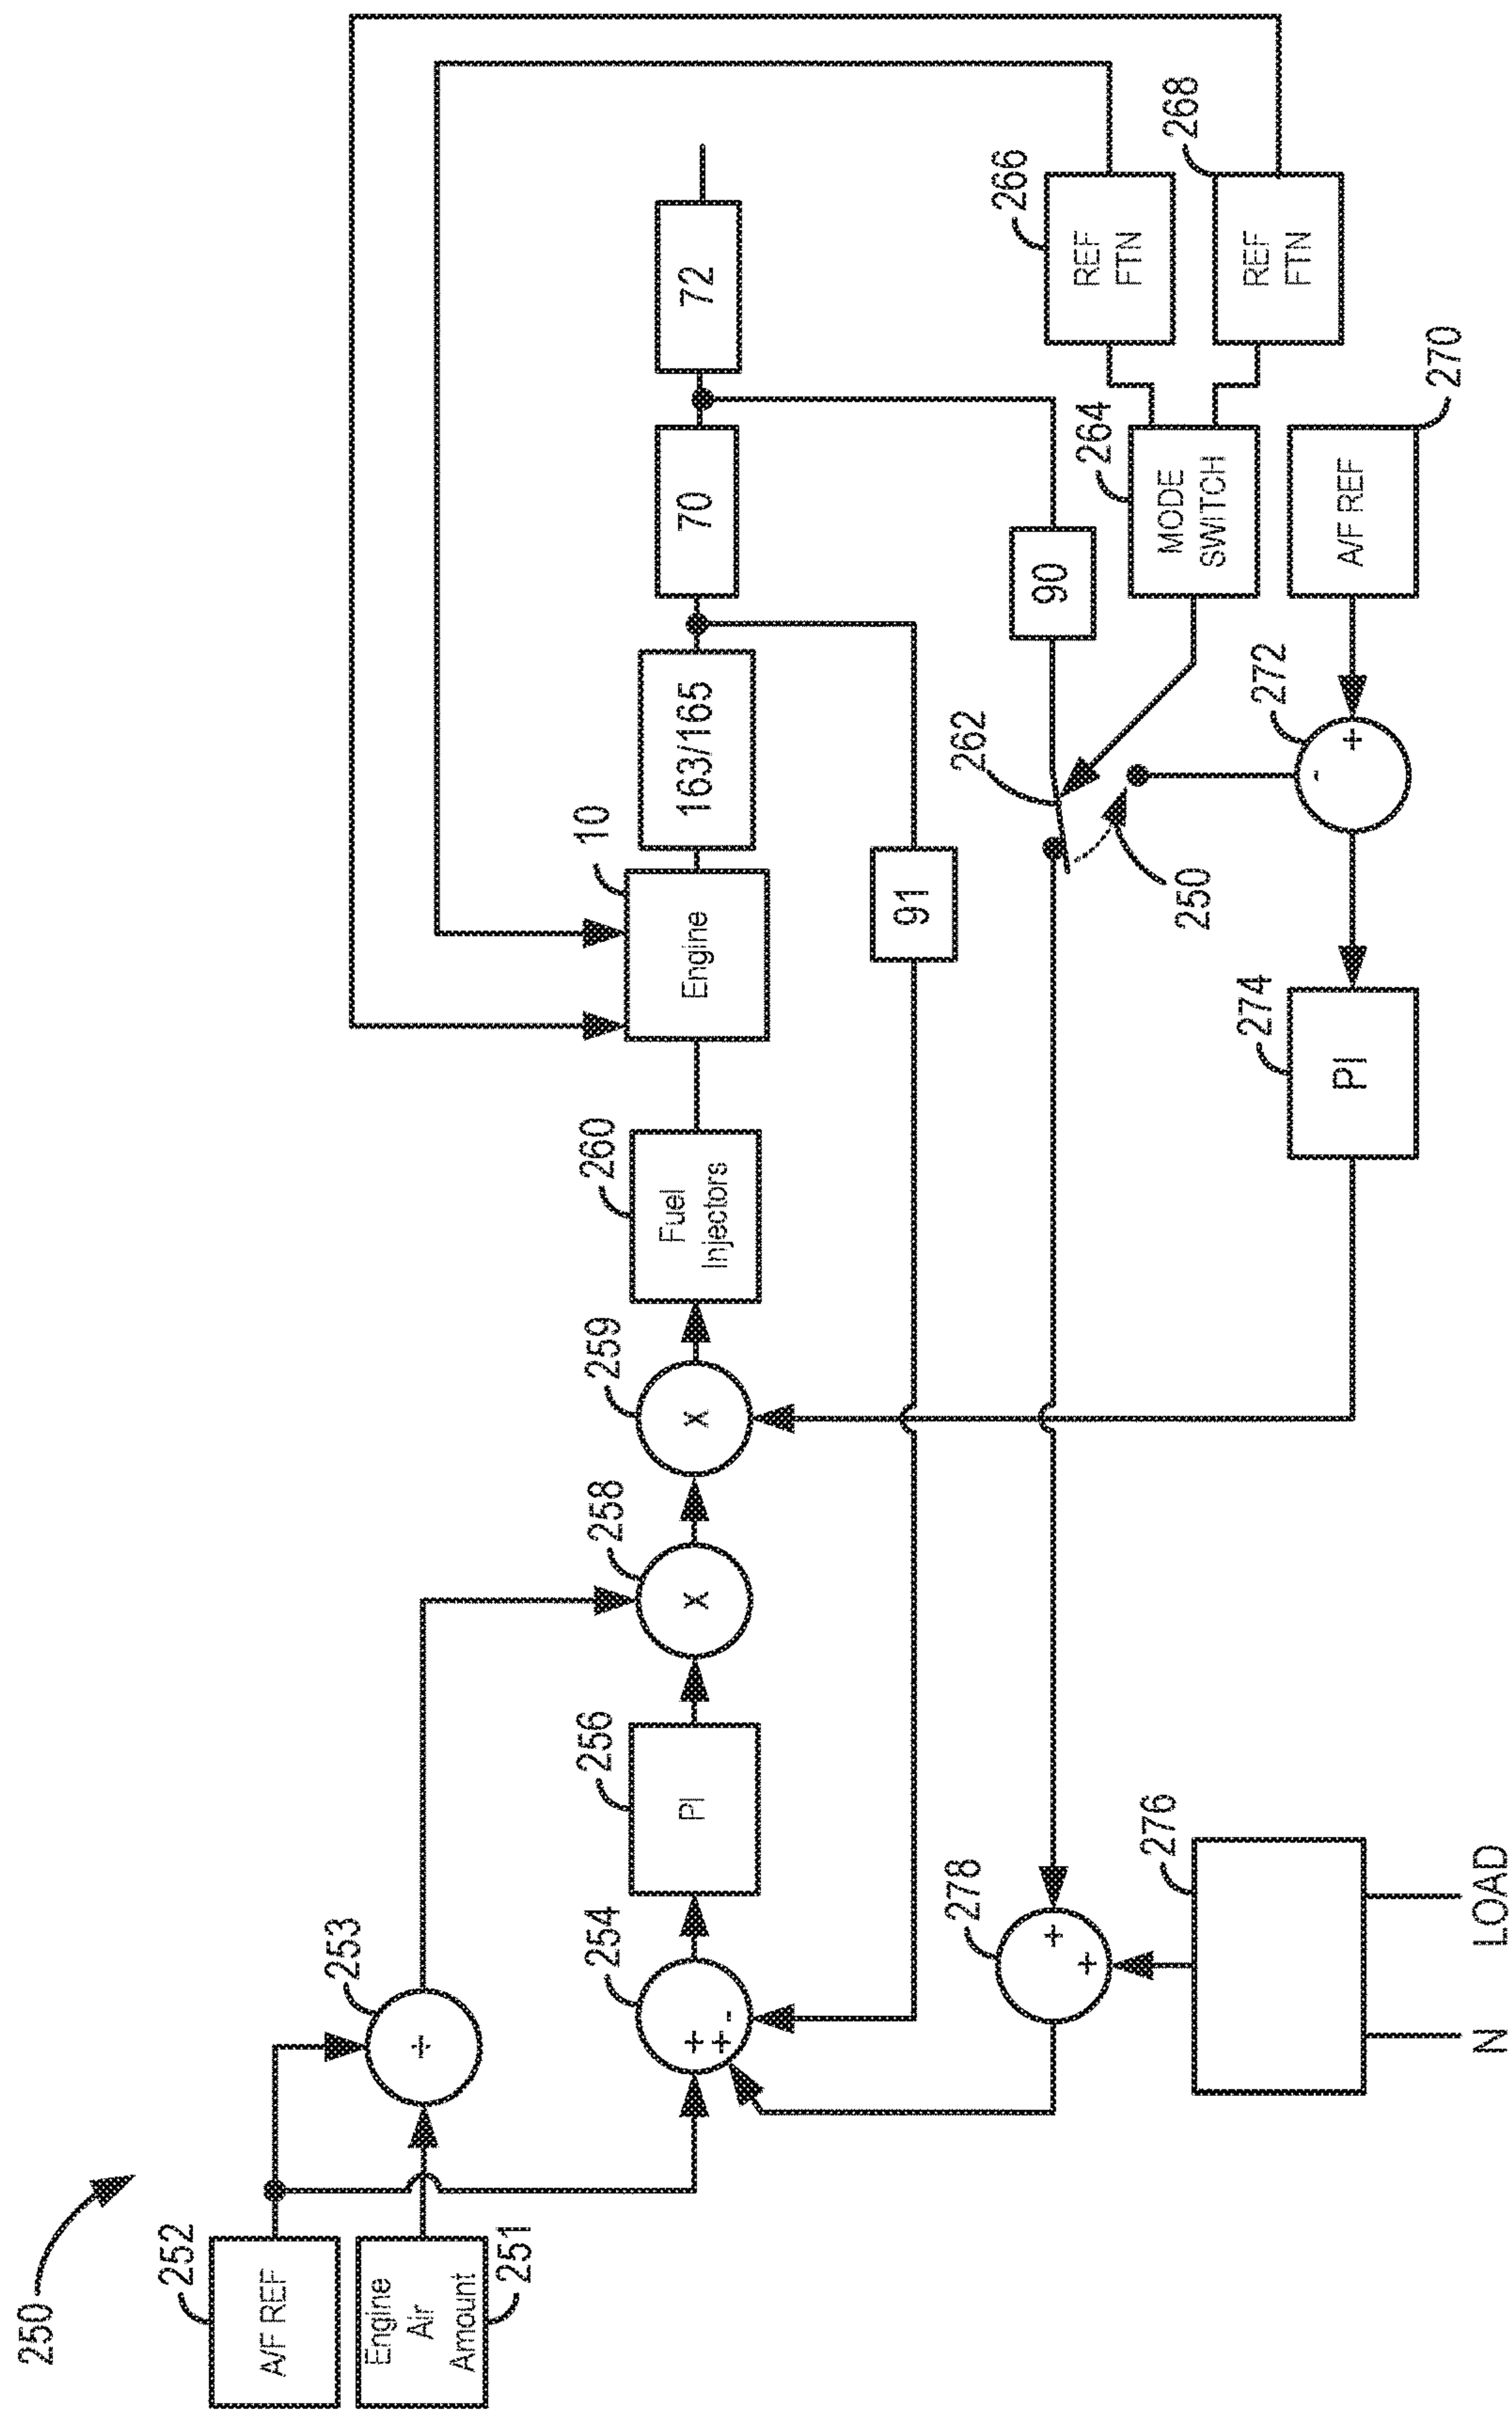 250
252
A/F REF
Engine
Air
Amount
251
253
÷
254
+
+
-
256
PI
258
X
259
X
260
Fuel
Injectors
10
Engine
163/165
70
72
91
90
262
250
264
MODE
SWITCH
266
REF
FTN
268
REF
FTN
270
A/F REF
272
+
-
274
PI
276
278
+
+
N
LOAD